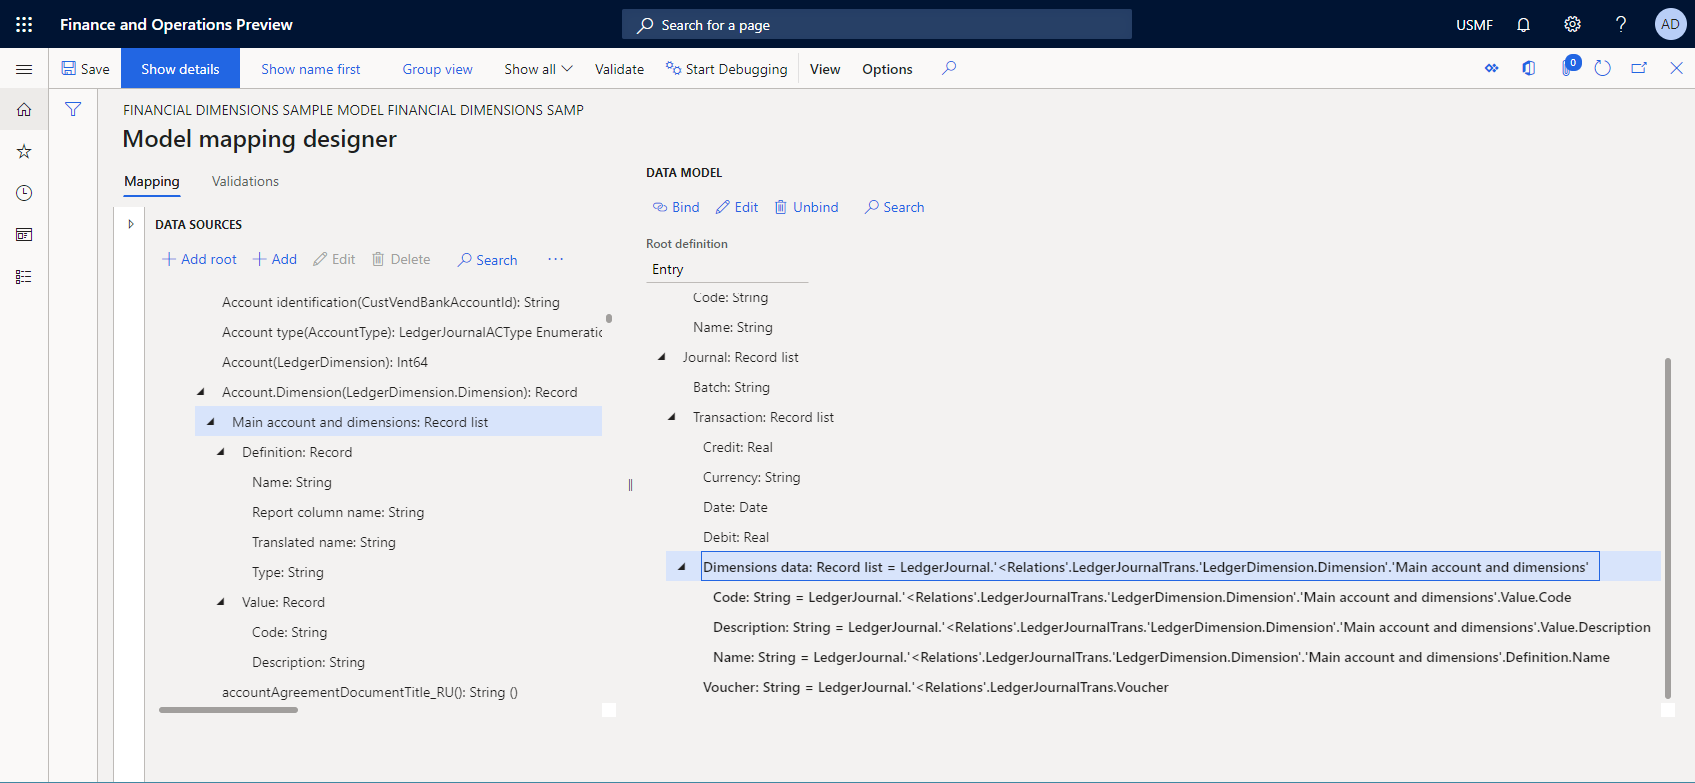 Finance and Operations Preview
Search for a page
USMF
?
AD
Save
Show details
Show name first
Group view
Show all
Validate
Start Debugging
View
Options
0
FINANCIAL DIMENSIONS SAMPLE MODEL FINANCIAL DIMENSIONS SAMP
Model mapping designer
Mapping
Validations
DATA SOURCES
Add root
Add
Edit
Delete
Search
...
Account identification(CustVendBankAccountId): String
Account type(AccountType): LedgerJournalACType Enumeratic
Account(LedgerDimension): Int64
Account.Dimension(LedgerDimension.Dimension): Record
Main account and dimensions: Record list
Definition: Record
Name: String
Report column name: String
Translated name: String
Type: String
Value: Record
Code: String
Description: String
accountAgreementDocumentTitle_RU(): String ()
DATA MODEL
Bind
Edit
Unbind
Search
Root definition
Entry
Code: String
Name: String
Journal: Record list
Batch: String
Transaction: Record list
Credit: Real
Currency: String
Date: Date
Debit: Real
Dimensions data: Record list = LedgerJournal.'<Relations'.LedgerJournalTrans.'LedgerDimension.Dimension'.'Main account and dimensions'
Code: String = LedgerJournal.'<Relations'.LedgerJournalTrans.'LedgerDimension.Dimension'.'Main account and dimensions'.Value.Code
Description: String = LedgerJournal.'<Relations'.LedgerJournalTrans.'LedgerDimension.Dimension'.'Main account and dimensions'.Value.Description
Name: String = LedgerJournal.'<Relations'.LedgerJournalTrans.'LedgerDimension.Dimension'.'Main account and dimensions'.Definition.Name
Voucher: String = LedgerJournal.'<Relations'.LedgerJournalTrans.Voucher